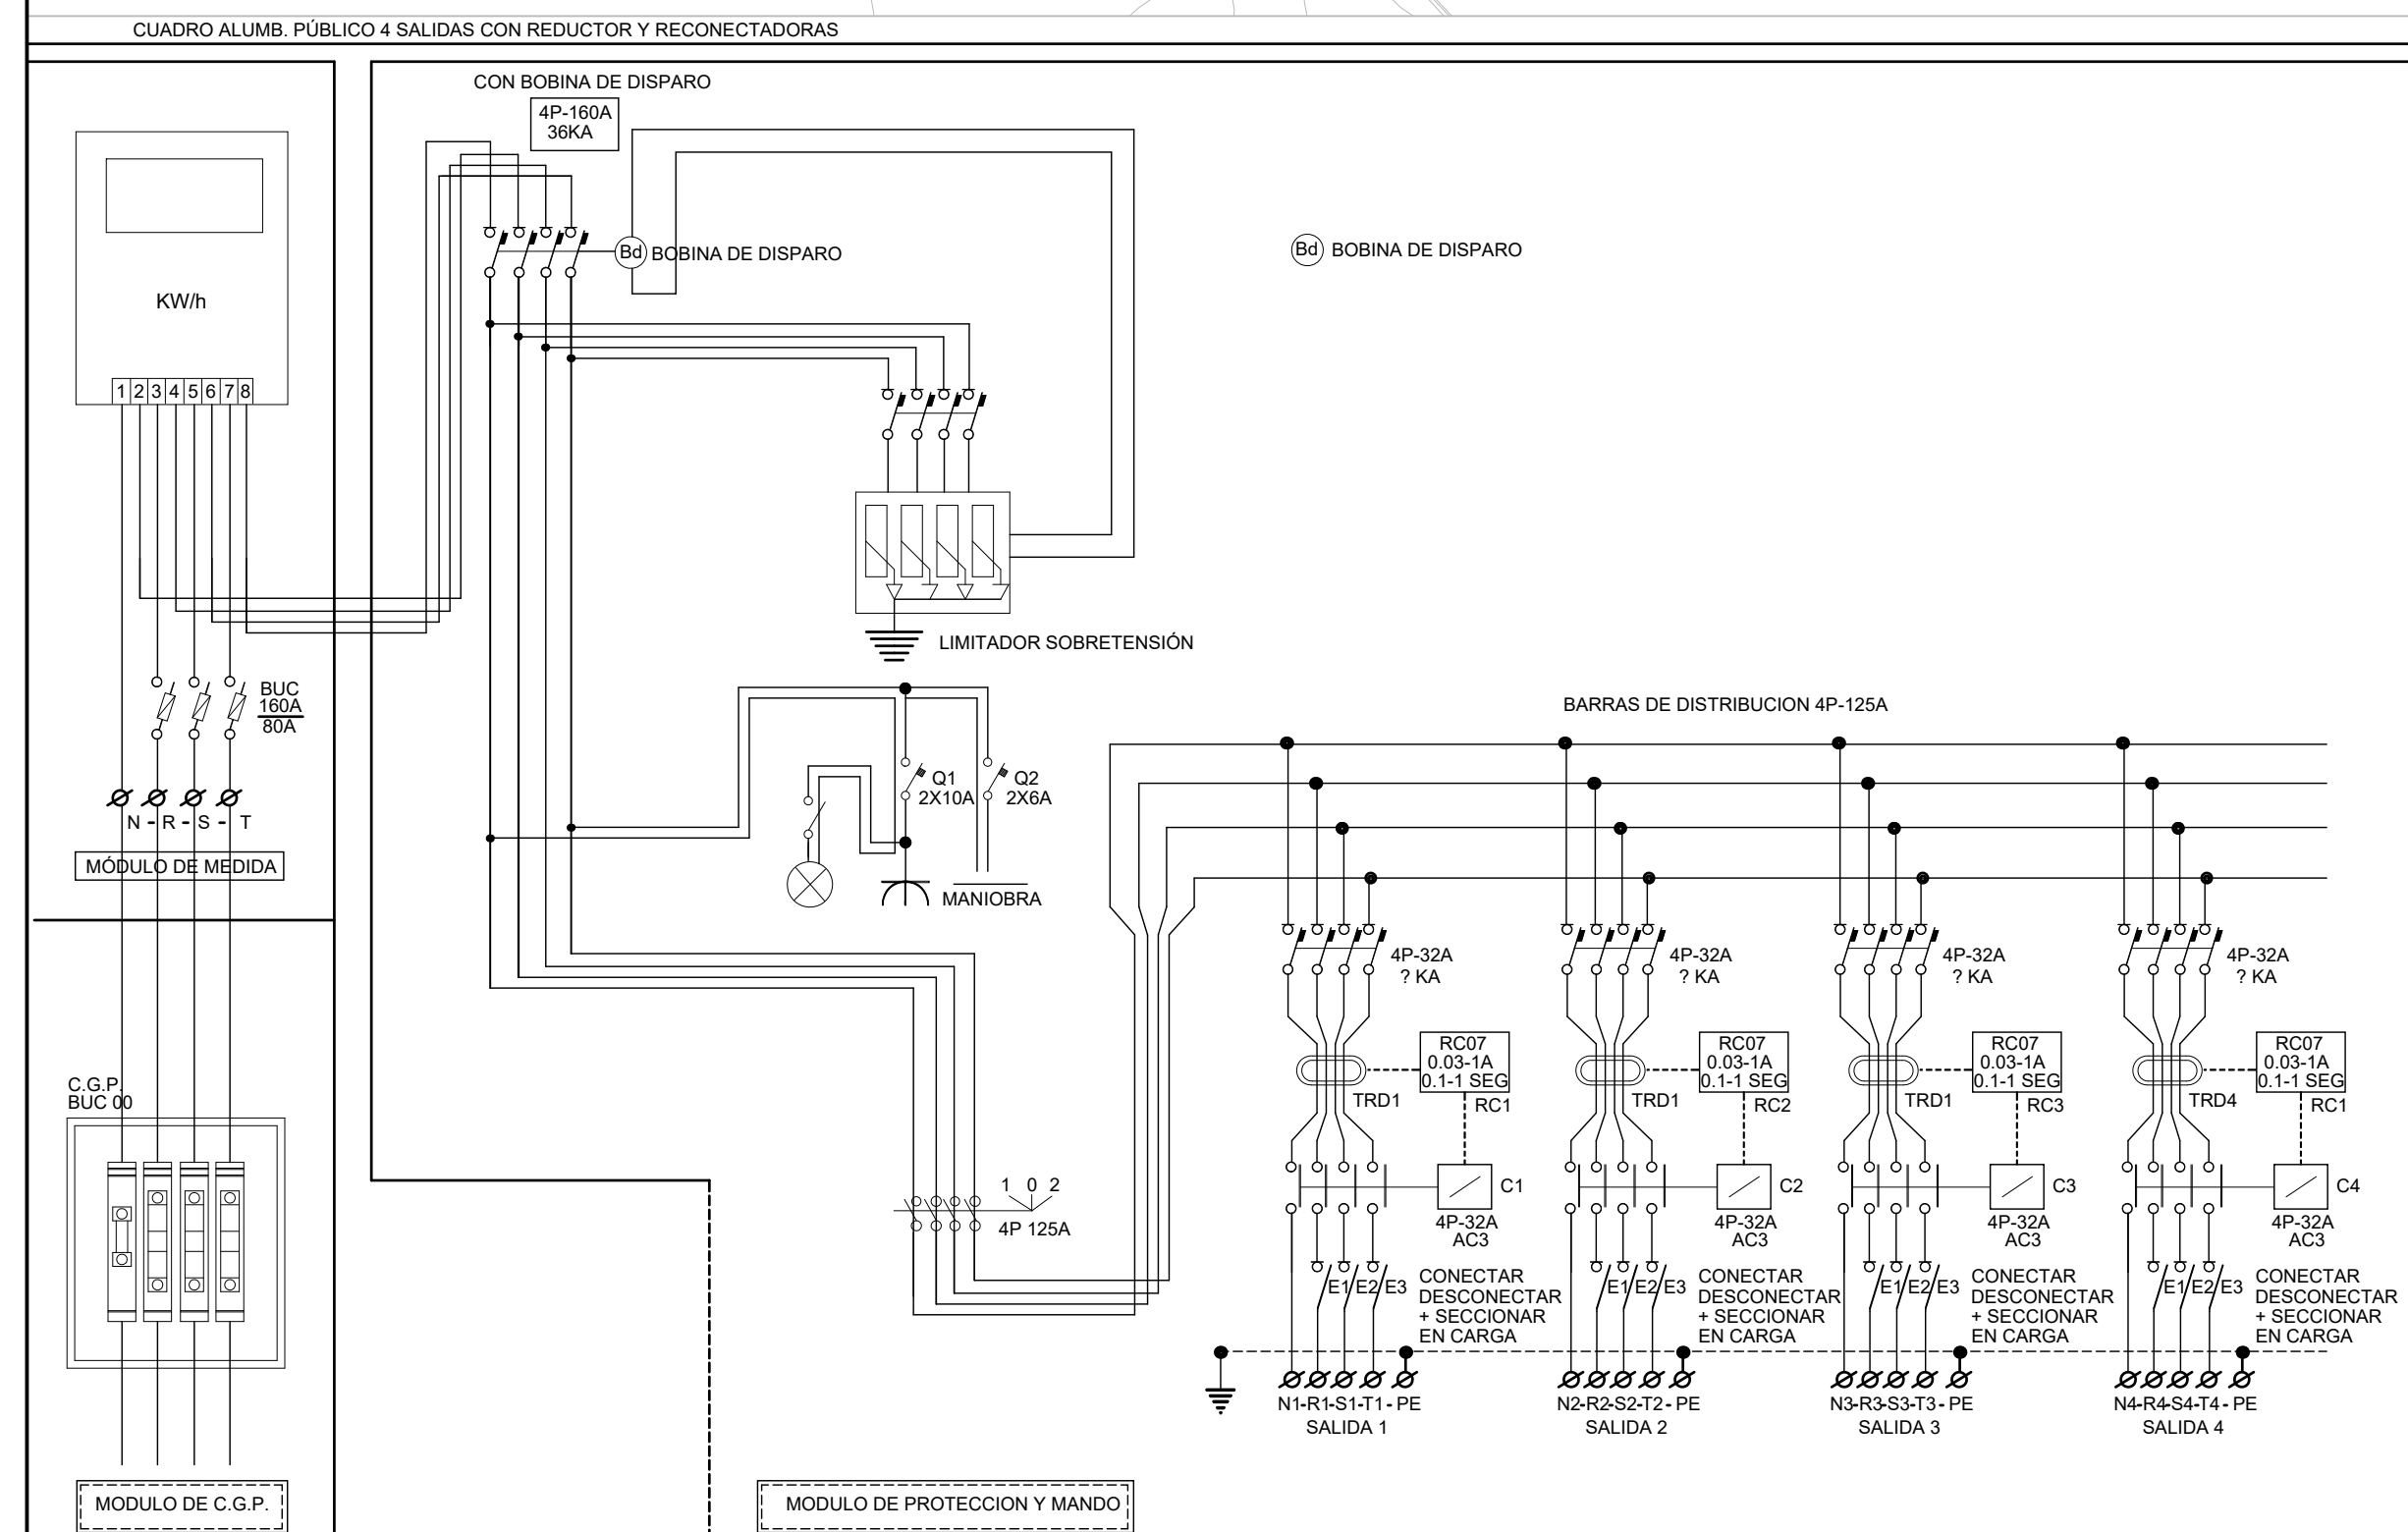 CUADRO ALUMB. PÚBLICO 4 SALIDAS CON REDUCTOR Y RECONECTADORAS
CON BOBINA DE DISPARO
4P-160A
36KA
Bd BOBINA DE DISPARO
Bd BOBINA DE DISPARO
KW/h
1 2 3 4 5 6 7 8
LIMITADOR SOBRETENSIÓN
BUC
160A
80A
N - R - S - T
MÓDULO DE MEDIDA
Q1
2X10A
Q2
2X6A
MANIOBRA
BARRAS DE DISTRIBUCION 4P-125A
C.G.P.
BUC 00
1 0 2
4P 125A
4P-32A
? KA
RC07
0.03-1A
0.1-1 SEG
TRD1
RC1
C1
4P-32A
AC3
E1 E2 E3
CONECTAR
DESCONECTAR
+ SECCIONAR
EN CARGA
N1-R1-S1-T1 - PE
SALIDA 1
4P-32A
? KA
RC07
0.03-1A
0.1-1 SEG
TRD1
RC2
C2
4P-32A
AC3
E1 E2 E3
CONECTAR
DESCONECTAR
+ SECCIONAR
EN CARGA
N2-R2-S2-T2 - PE
SALIDA 2
4P-32A
? KA
RC07
0.03-1A
0.1-1 SEG
TRD1
RC3
C3
4P-32A
AC3
E1 E2 E3
CONECTAR
DESCONECTAR
+ SECCIONAR
EN CARGA
N3-R3-S3-T3 - PE
SALIDA 3
4P-32A
? KA
RC07
0.03-1A
0.1-1 SEG
TRD4
RC1
C4
4P-32A
AC3
E1 E2 E3
CONECTAR
DESCONECTAR
+ SECCIONAR
EN CARGA
N4-R4-S4-T4 - PE
SALIDA 4
MODULO DE C.G.P.
MODULO DE PROTECCION Y MANDO